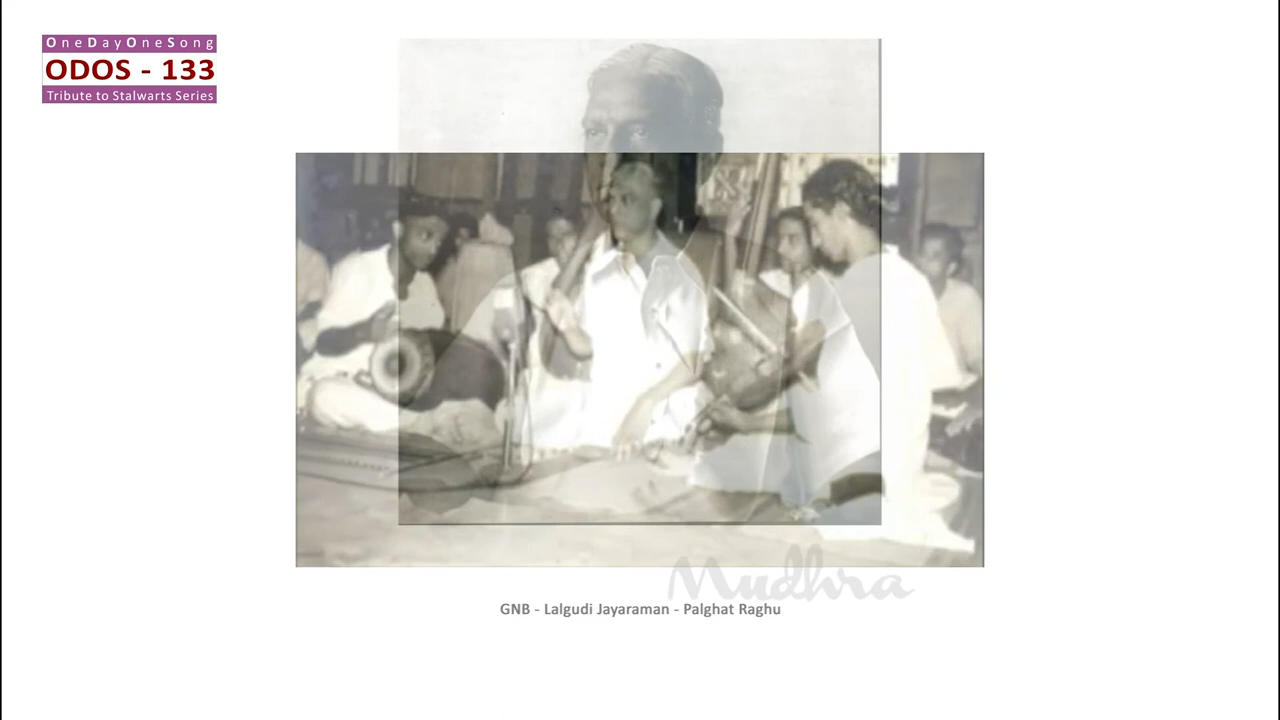 OneDayOneSong
ODOS - 133
Tribute to Stalwarts Series
Mudhra
GNB - Lalgudi Jayaraman - Palghat Raghu